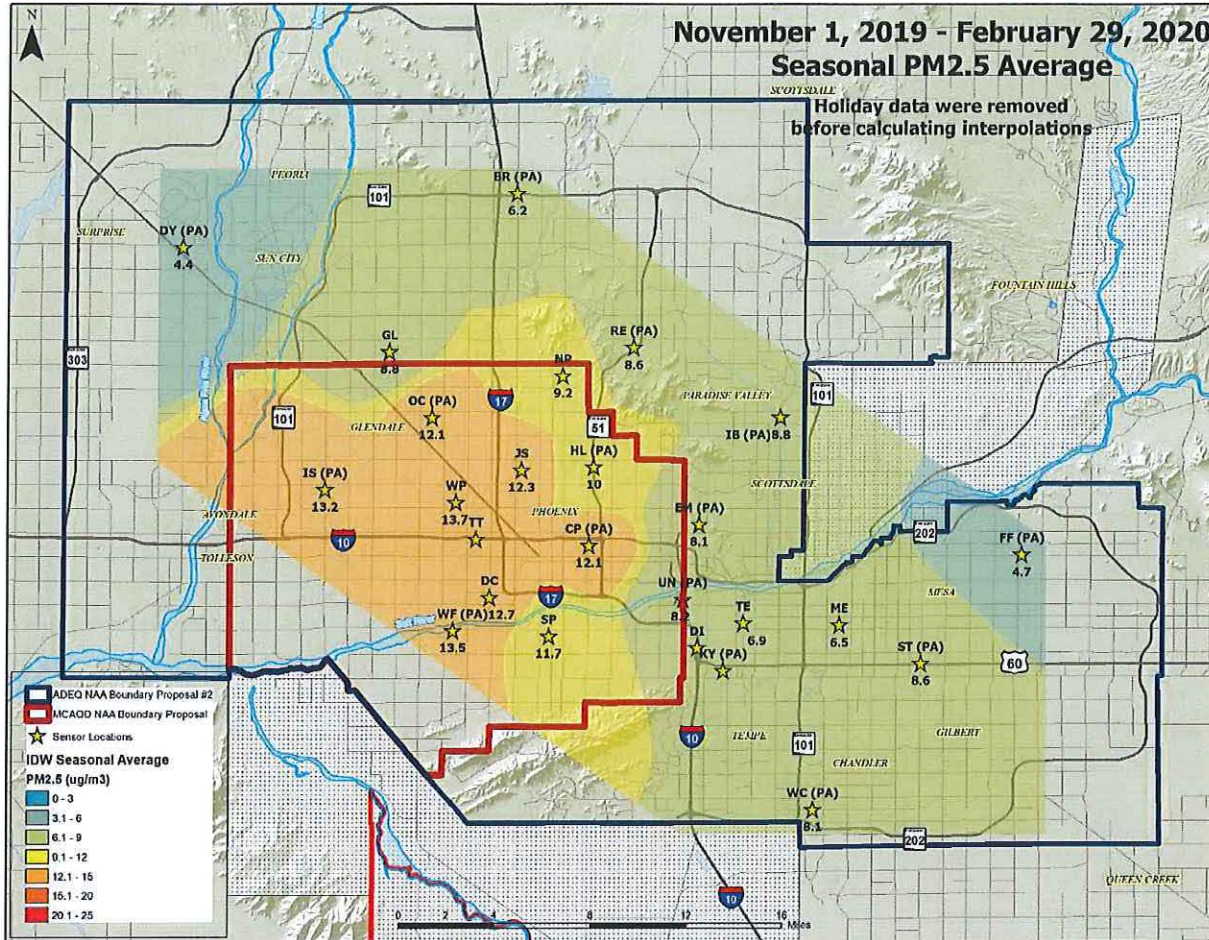 November 1, 2019 - February 29, 2020
Seasonal PM2.5 Average
SCOTTSDALE
Holiday data were removed
before calculating interpolations
N
PEORIA
101
BR (PA)
6.2
SURPRISE
DY (PA)
4.4
SUN CITY
FOUNTAIN HILLS
303
GL
8.8
RE (PA)
8.6
NP
9.2
101
OC (PA)
12.1
17
GLENDALE
51
PARADISE VALLEY
101
IB (PA)
8.8
JS
12.3
HL (PA)
10
IS (PA)
13.2
WP
13.7
SCOTTSDALE
AVONDALE
PHOENIX
EM (PA)
8.1
TT
CP (PA)
12.1
10
TOLLESON
202
FF (PA)
4.7
DC
12.7
17
UN (PA)
8.2
MESA
WF (PA)
13.5
SP
11.7
TE
6.9
ME
6.5
DI
KY (PA)
ST (PA)
8.6
60
ADEQ NAA Boundary Proposal #2
MCAQD NAA Boundary Proposal
Sensor Locations
IDW Seasonal Average
PM2.5 (ug/m3)
0 - 3
3.1 - 6
6.1 - 9
9.1 - 12
12.1 - 15
15.1 - 20
20.1 - 25
10
TEMPE
101
GILBERT
CHANDLER
WC (PA)
8.1
202
QUEEN CREEK
10
0 2 4 8 12 16
Miles